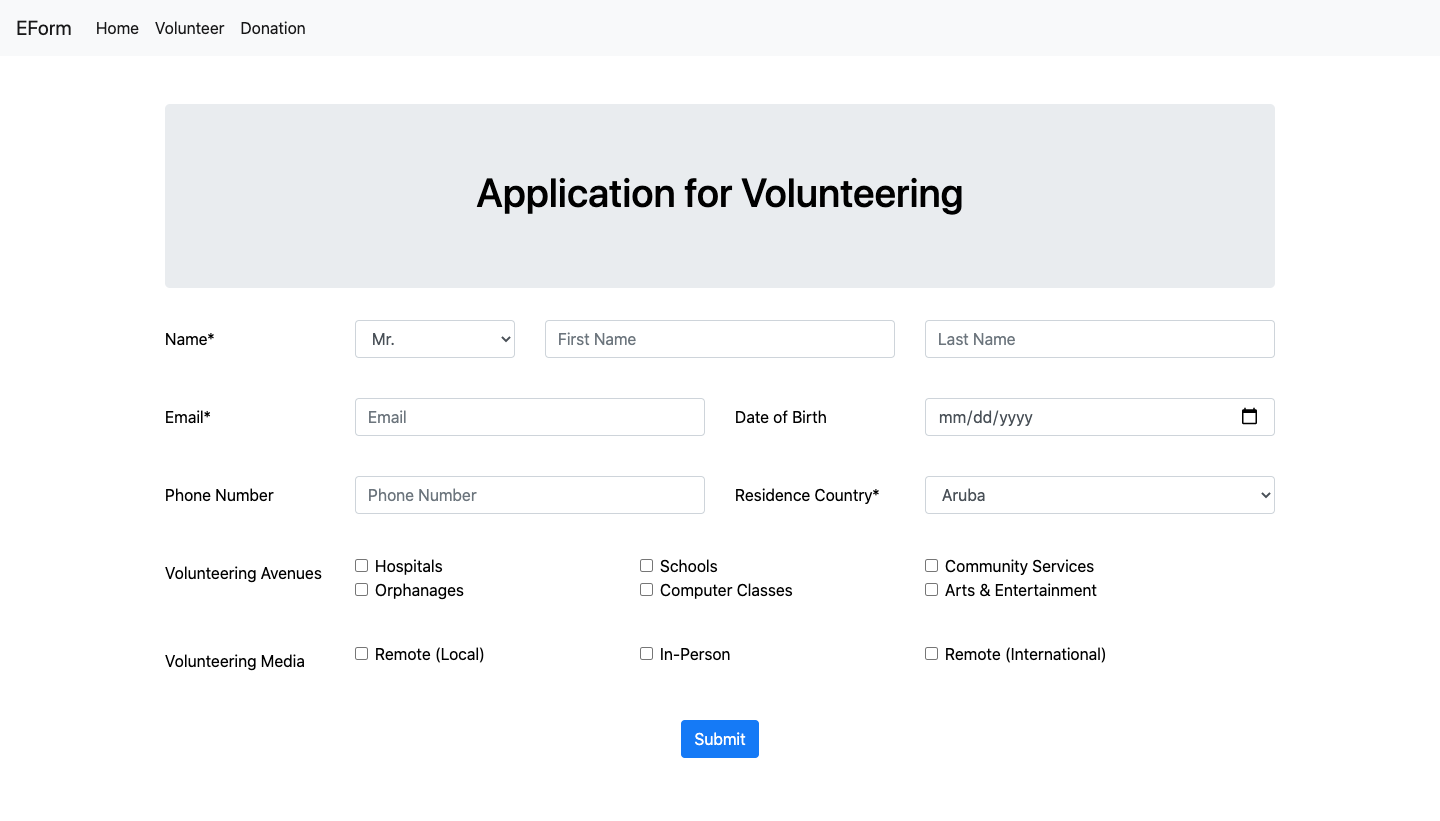 EForm Home Volunteer Donation
Application for Volunteering
Name* Mr. First Name Last Name
Email* Email Date of Birth mm/dd/yyyy
Phone Number Phone Number Residence Country* Aruba
Volunteering Avenues
Hospitals Schools Community Services
Orphanages Computer Classes Arts & Entertainment
Volunteering Media
Remote (Local) In-Person Remote (International)
Submit